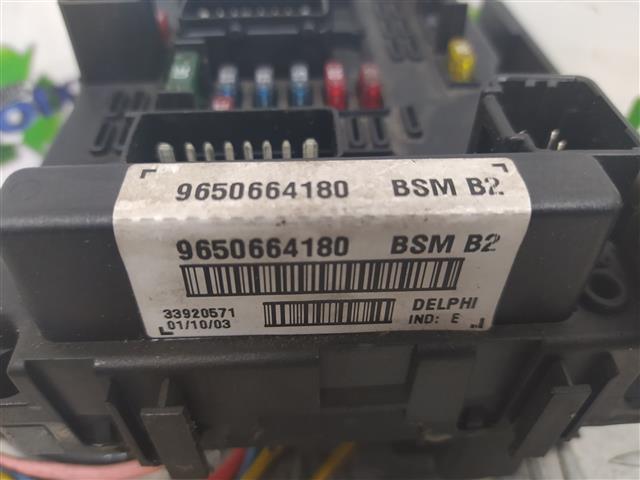 9650664180 BSM B2
9650664180 BSM B2
33920571 DELPHI
01/10/03 IND: E